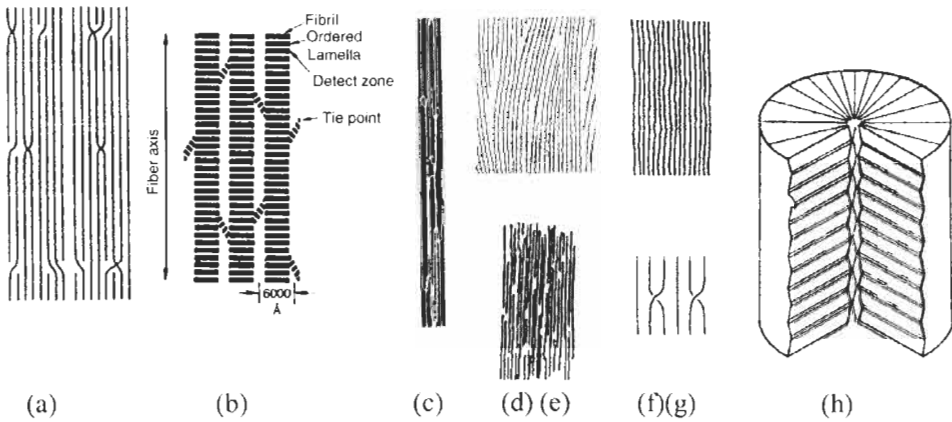 Fibril
Ordered
Lamella
Detect zone
Tie point
Fiber axis
6000
Å
(a)
(b)
(c)
(d) (e)
(f)(g)
(h)